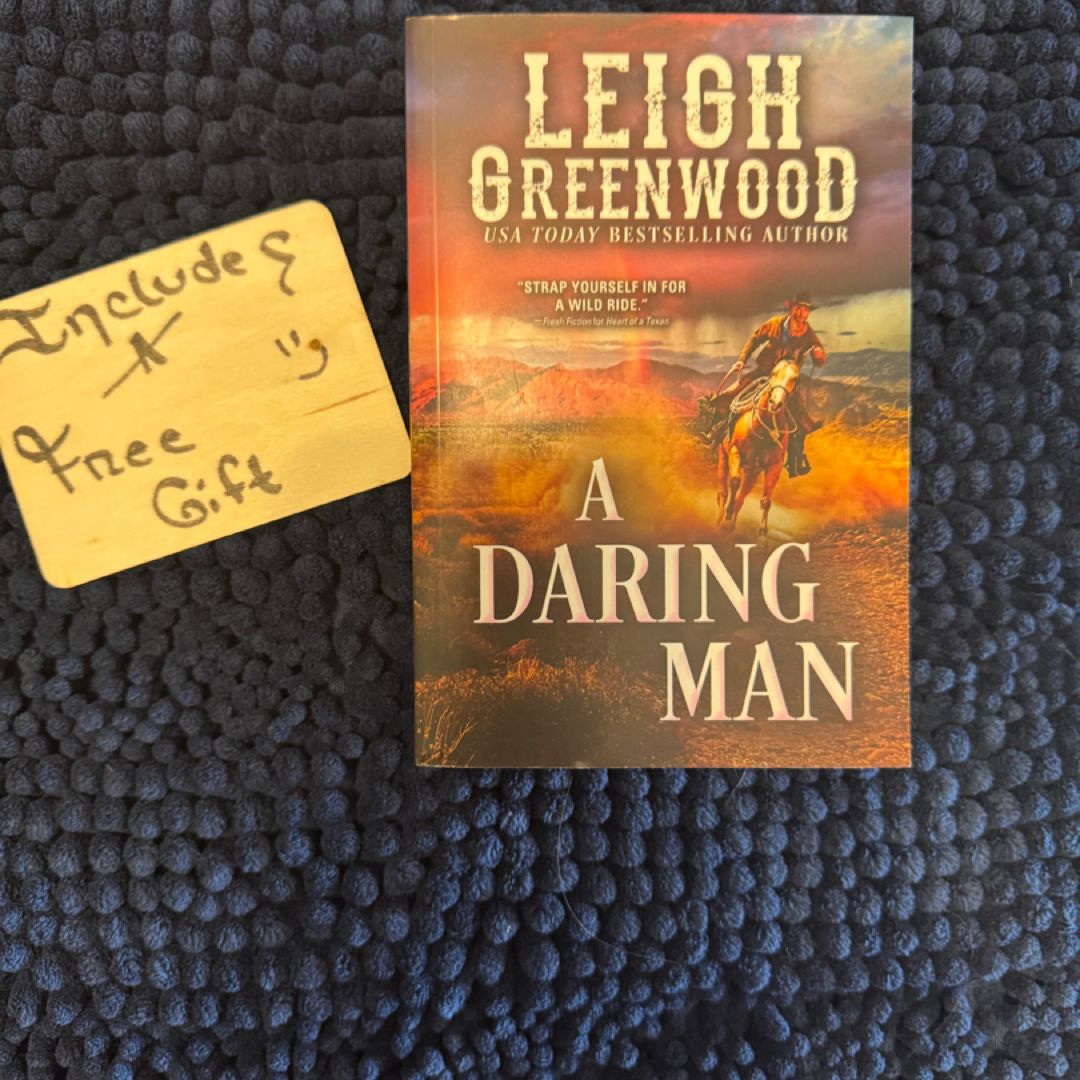 Includes
A
Free
Gift
LEIGH
GREENWOOD
USA TODAY BESTSELLING AUTHOR
"STRAP YOURSELF IN FOR
A WILD RIDE."
—Fresh Fiction for Heart of a Texan
A
DARING
MAN